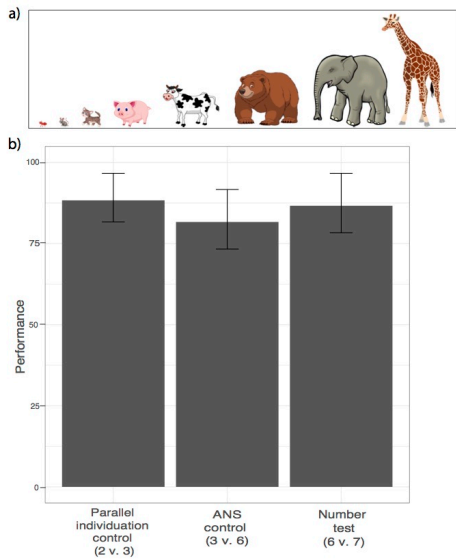 a)
b)
100
75
50
25
0
Performance
Parallel
individuation
control
(2 v. 3)
ANS
control
(3 v. 6)
Number
test
(6 v. 7)